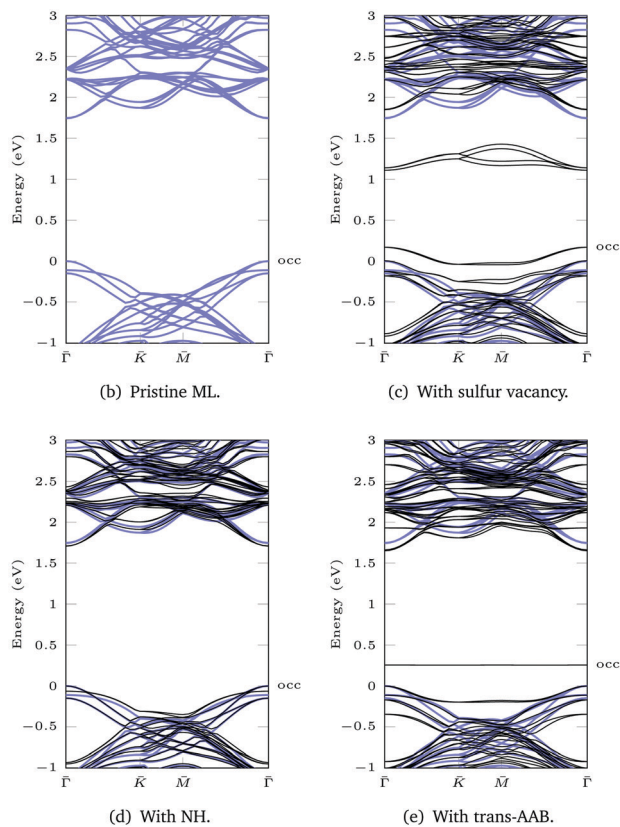 3
2.5
2
1.5
1
0.5
0
−0.5
−1
Energy (eV)
occ
Γ̄ K̄ M̄ Γ̄
(b) Pristine ML.
3
2.5
2
1.5
1
0.5
0
−0.5
−1
Energy (eV)
occ
Γ̄ K̄ M̄ Γ̄
(c) With sulfur vacancy.
3
2.5
2
1.5
1
0.5
0
−0.5
−1
Energy (eV)
occ
Γ̄ K̄ M̄ Γ̄
(d) With NH.
3
2.5
2
1.5
1
0.5
0
−0.5
−1
Energy (eV)
occ
Γ̄ K̄ M̄ Γ̄
(e) With trans-AAB.